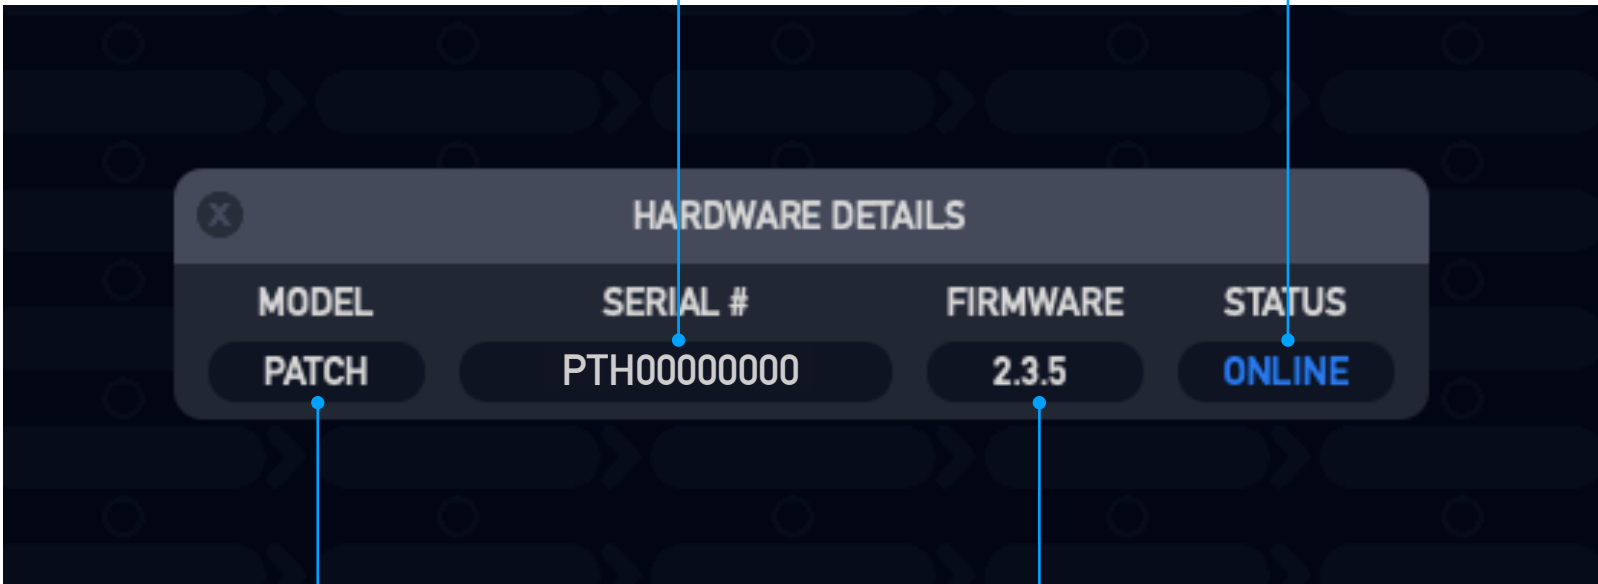 X
HARDWARE DETAILS
MODEL SERIAL # FIRMWARE STATUS
PATCH PTH00000000 2.3.5 ONLINE